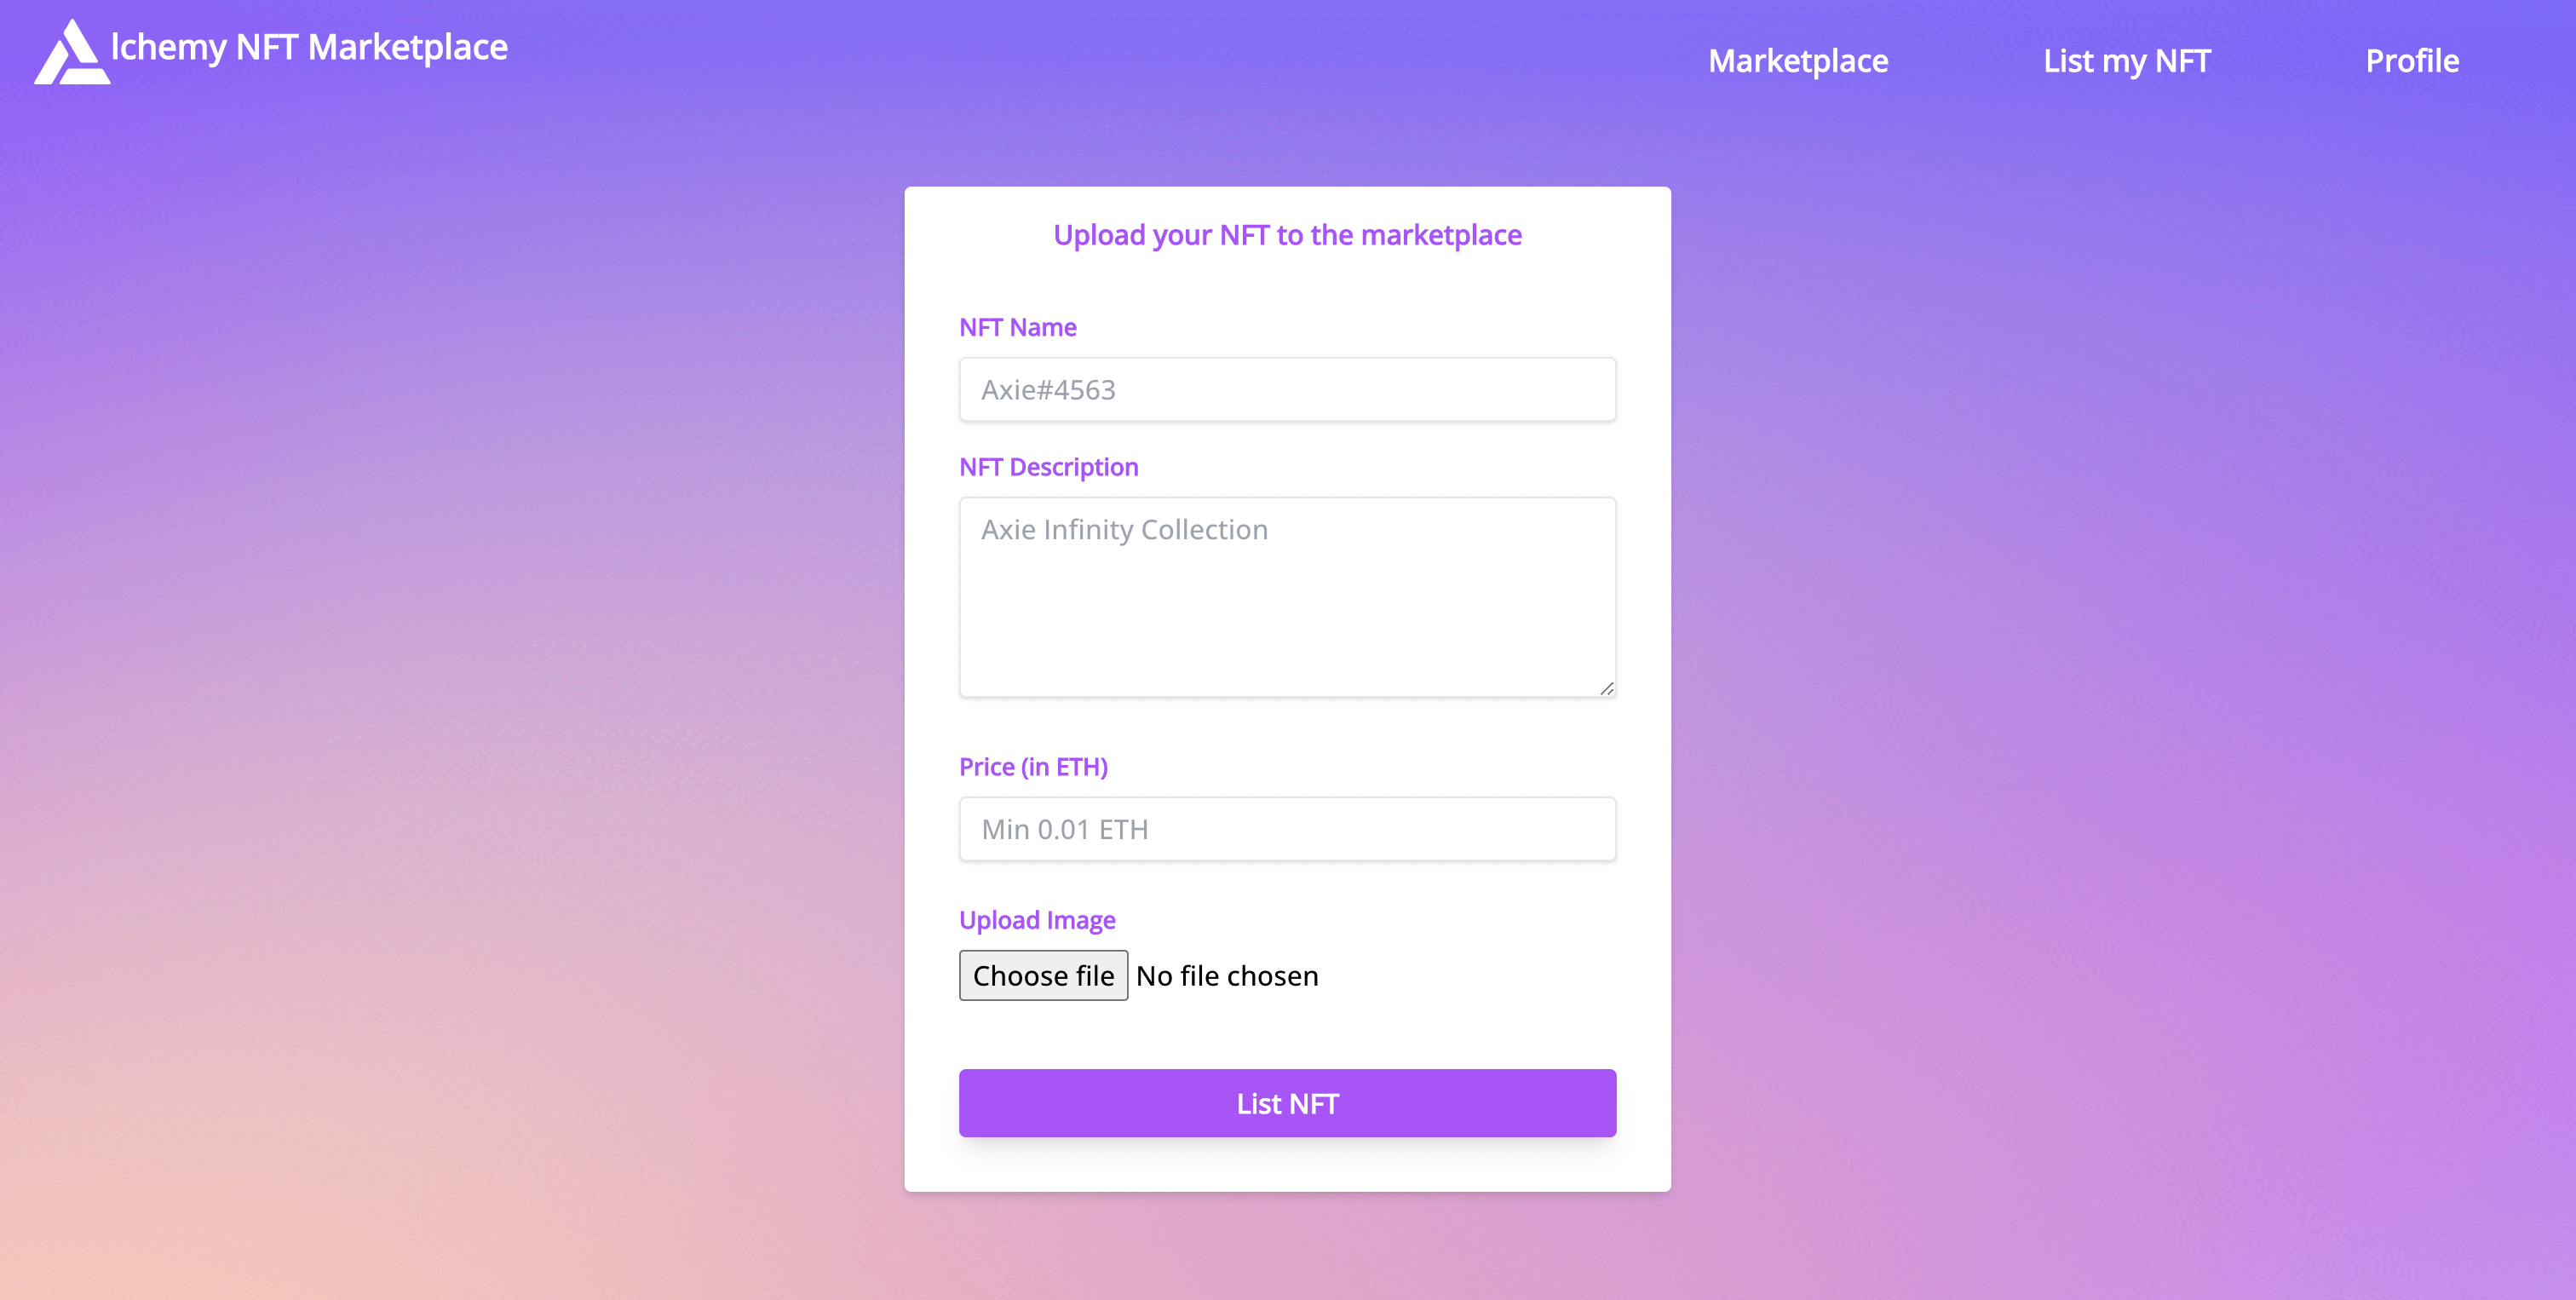 lchemy NFT Marketplace
Marketplace
List my NFT
Profile
Upload your NFT to the marketplace
NFT Name
Axie#4563
NFT Description
Axie Infinity Collection
Price (in ETH)
Min 0.01 ETH
Upload Image
Choose file No file chosen
List NFT